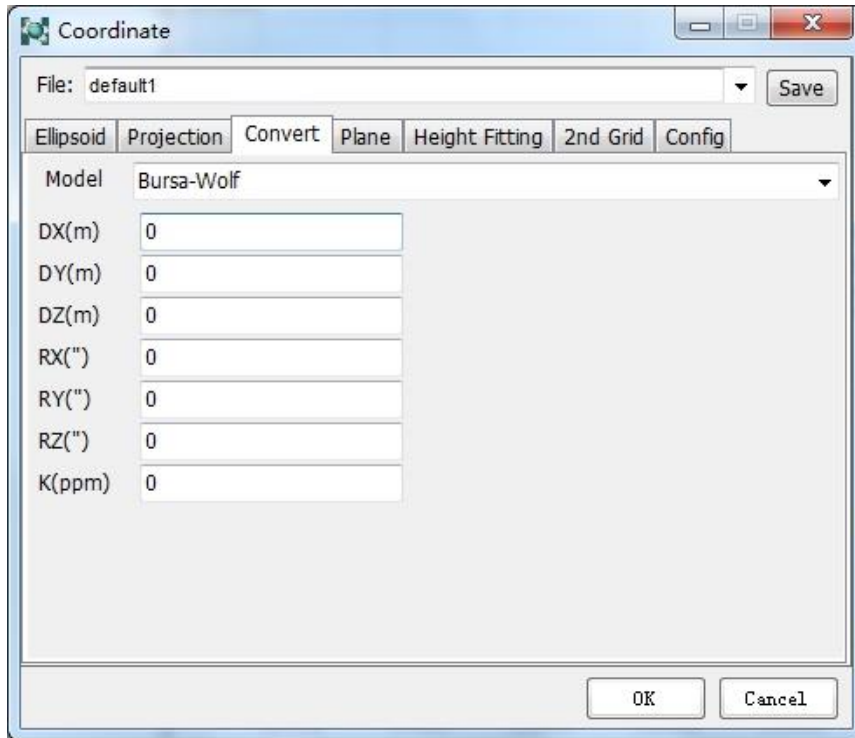 Coordinate
File: default1 Save
Ellipsoid Projection Convert Plane Height Fitting 2nd Grid Config
Model Bursa-Wolf
DX(m) 0
DY(m) 0
DZ(m) 0
RX(") 0
RY(") 0
RZ(") 0
K(ppm) 0
OK Cancel